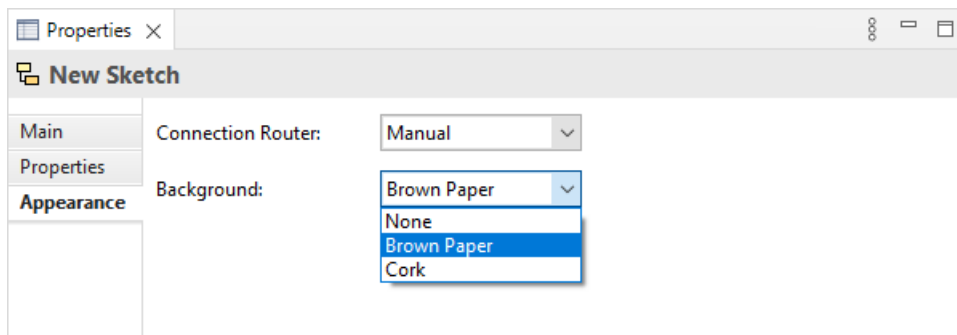 Properties
New Sketch
Main
Properties
Appearance
Connection Router: Manual
Background: Brown Paper
None
Brown Paper
Cork